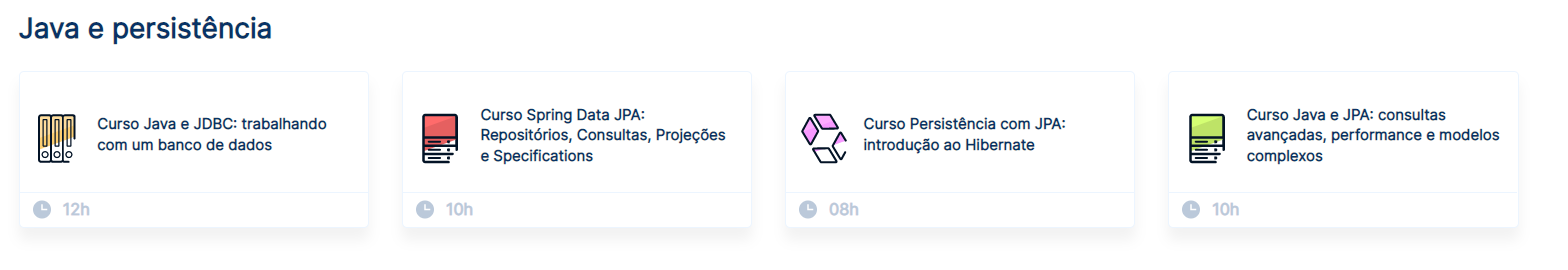 Java e persistência
Curso Java e JDBC: trabalhando
com um banco de dados
12h
Curso Spring Data JPA:
Repositórios, Consultas, Projeções
e Specifications
10h
Curso Persistência com JPA:
introdução ao Hibernate
08h
Curso Java e JPA: consultas
avançadas, performance e modelos
complexos
10h